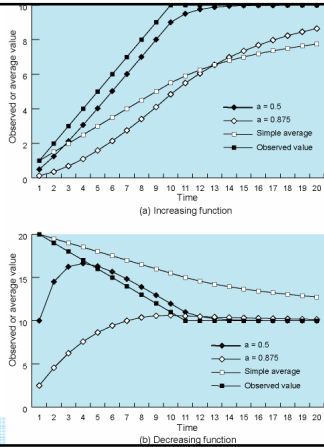 Observed or average value
10
8
6
4
2
0
a = 0.5
a = 0.875
Simple average
Observed value
1 2 3 4 5 6 7 8 9 10 11 12 13 14 15 16 17 18 19 20
Time
(a) Increasing function
Observed or average value
20
15
10
5
0
a = 0.5
a = 0.875
Simple average
Observed value
1 2 3 4 5 6 7 8 9 10 11 12 13 14 15 16 17 18 19 20
Time
(b) Decreasing function